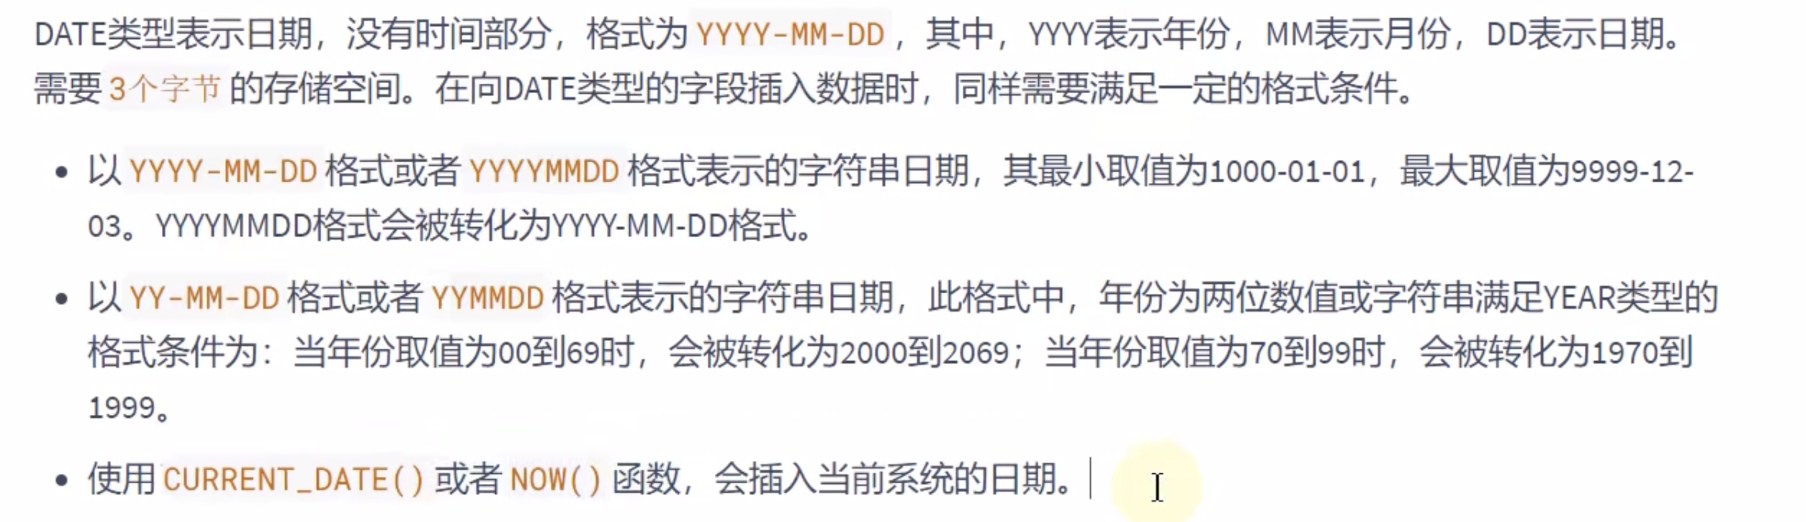 DATE类型表示日期，没有时间部分，格式为 YYYY-MM-DD ，其中，YYYY表示年份，MM表示月份，DD表示日期。
需要 3个字节 的存储空间。在向DATE类型的字段插入数据时，同样需要满足一定的格式条件。
• 以 YYYY-MM-DD 格式或者 YYYYMMDD 格式表示的字符串日期，其最小取值为1000-01-01，最大取值为9999-12-
03。YYYYMMDD格式会被转化为YYYY-MM-DD格式。
• 以 YY-MM-DD 格式或者 YYMMDD 格式表示的字符串日期，此格式中，年份为两位数值或字符串满足YEAR类型的
格式条件为：当年份取值为00到69时，会被转化为2000到2069；当年份取值为70到99时，会被转化为1970到
1999。
• 使用 CURRENT_DATE() 或者 NOW() 函数，会插入当前系统的日期。